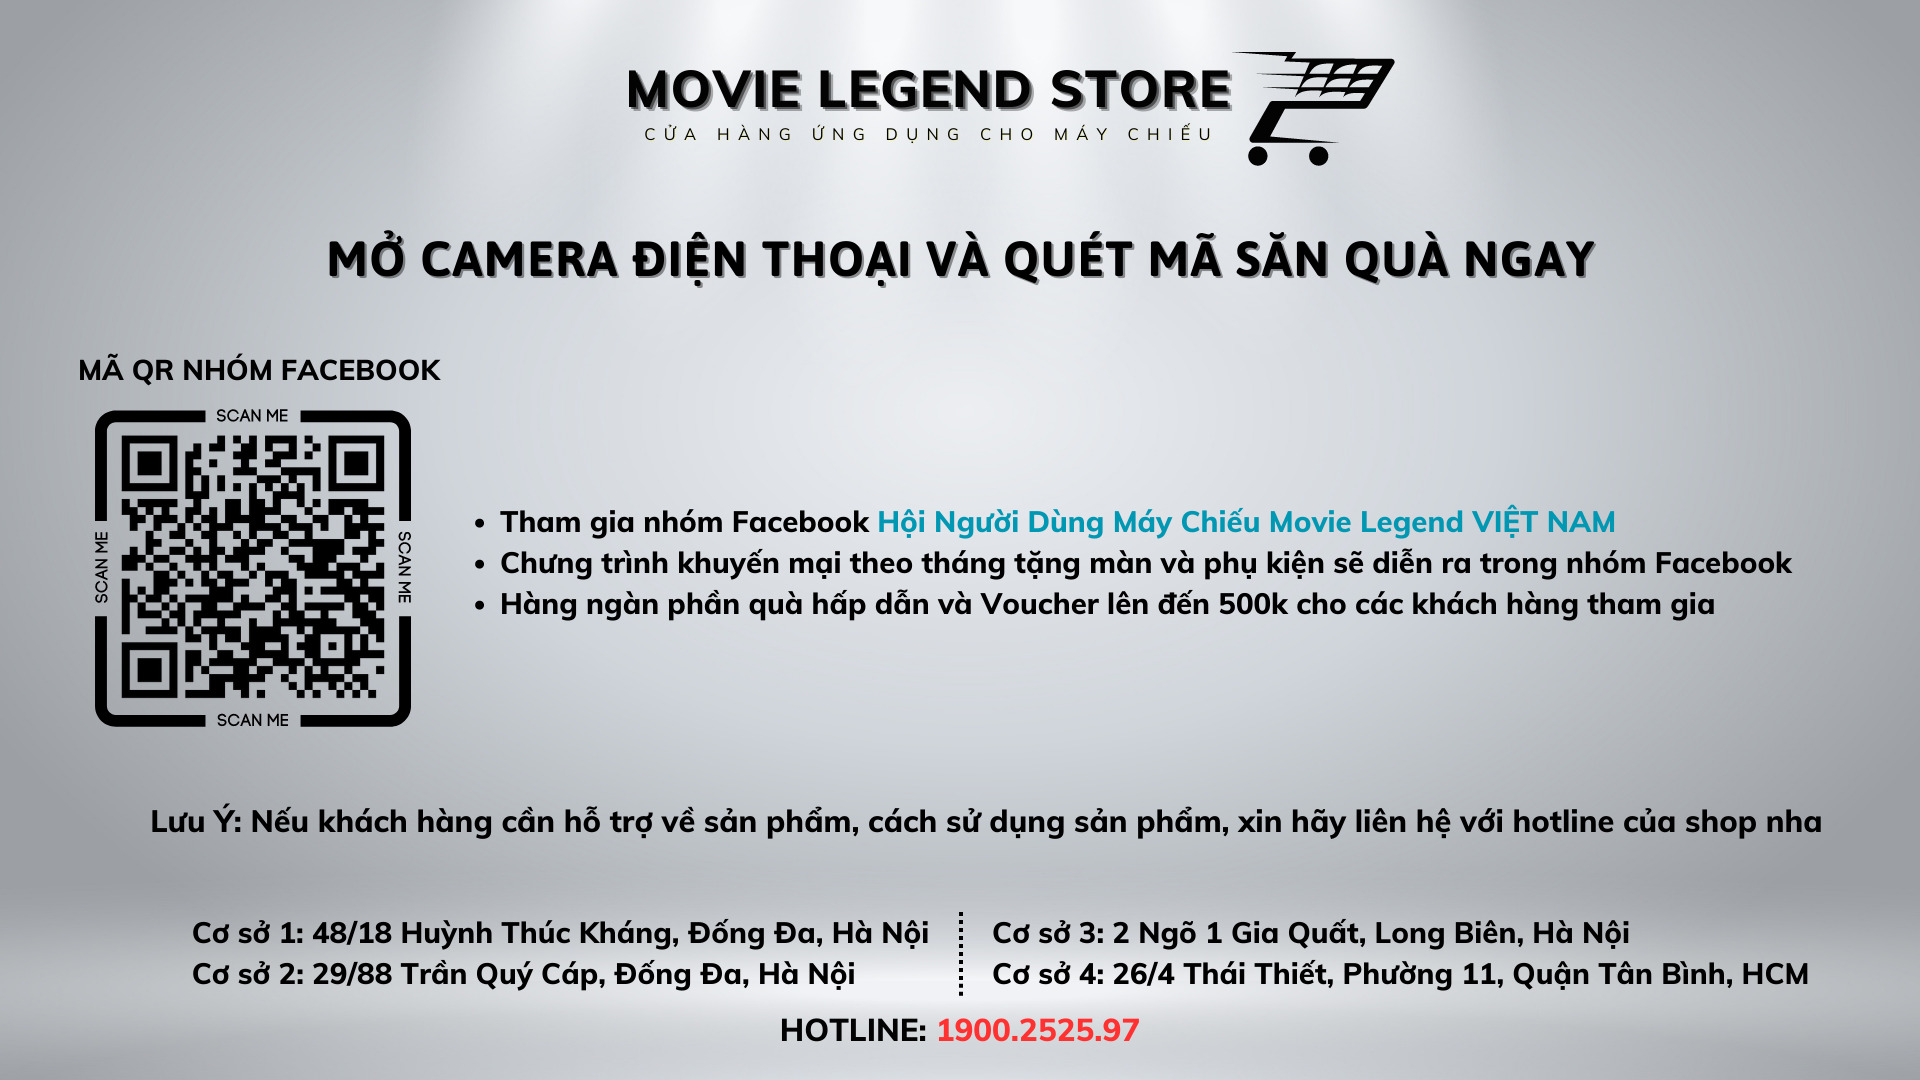 MOVIE LEGEND STORE
CỬA HÀNG ỨNG DỤNG CHO MÁY CHIẾU
MỞ CAMERA ĐIỆN THOẠI VÀ QUÉT MÃ SĂN QUÀ NGAY
MÃ QR NHÓM FACEBOOK
SCAN ME
SCAN ME
SCAN ME
SCAN ME
• Tham gia nhóm Facebook Hội Người Dùng Máy Chiếu Movie Legend VIỆT NAM
• Chưng trình khuyến mại theo tháng tặng màn và phụ kiện sẽ diễn ra trong nhóm Facebook
• Hàng ngàn phần quà hấp dẫn và Voucher lên đến 500k cho các khách hàng tham gia
Lưu Ý: Nếu khách hàng cần hỗ trợ về sản phẩm, cách sử dụng sản phẩm, xin hãy liên hệ với hotline của shop nha
Cơ sở 1: 48/18 Huỳnh Thúc Kháng, Đống Đa, Hà Nội
Cơ sở 2: 29/88 Trần Quý Cáp, Đống Đa, Hà Nội
Cơ sở 3: 2 Ngõ 1 Gia Quất, Long Biên, Hà Nội
Cơ sở 4: 26/4 Thái Thiết, Phường 11, Quận Tân Bình, HCM
HOTLINE: 1900.2525.97